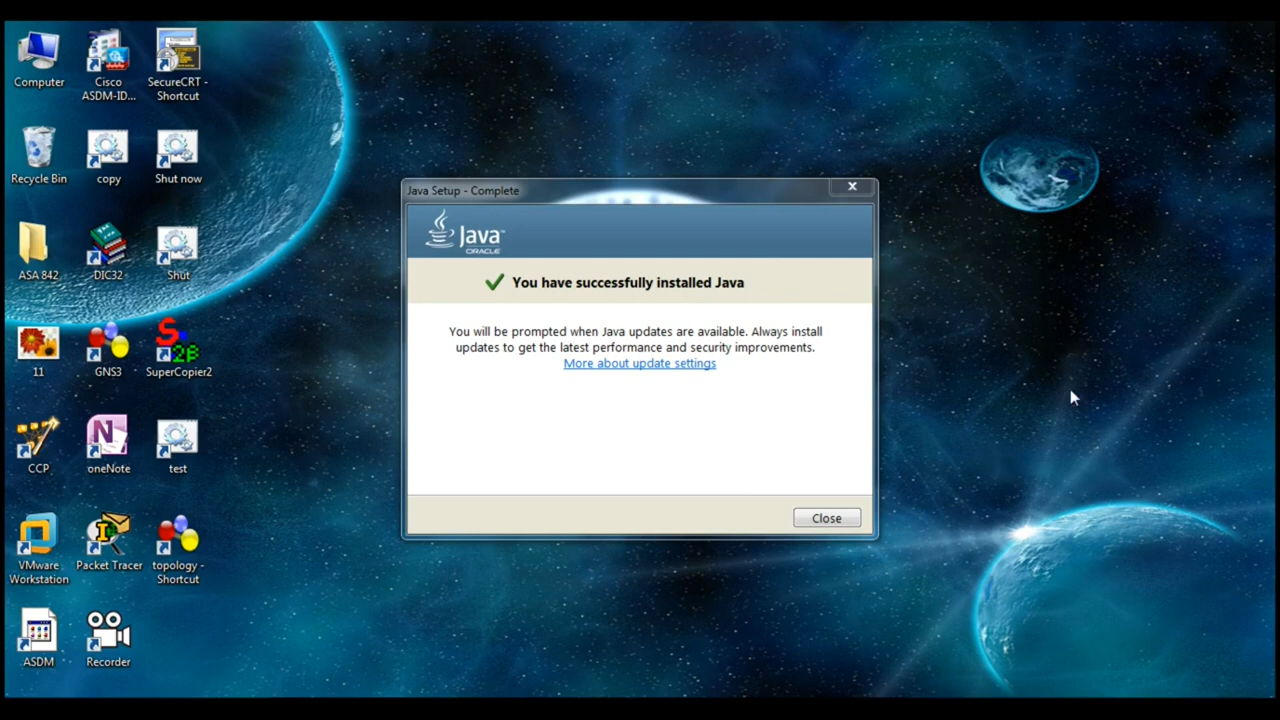 Computer
Cisco
ASDM-ID...
SecureCRT -
Shortcut
Recycle Bin
copy
Shut now
ASA 842
DIC32
Shut
11
GNS3
SuperCopier2
CCP
oneNote
test
VMware
Workstation
Packet Tracer
topology -
Shortcut
ASDM
Recorder
Java Setup - Complete
Java™
ORACLE
You have successfully installed Java
You will be prompted when Java updates are available. Always install
updates to get the latest performance and security improvements.
More about update settings
Close